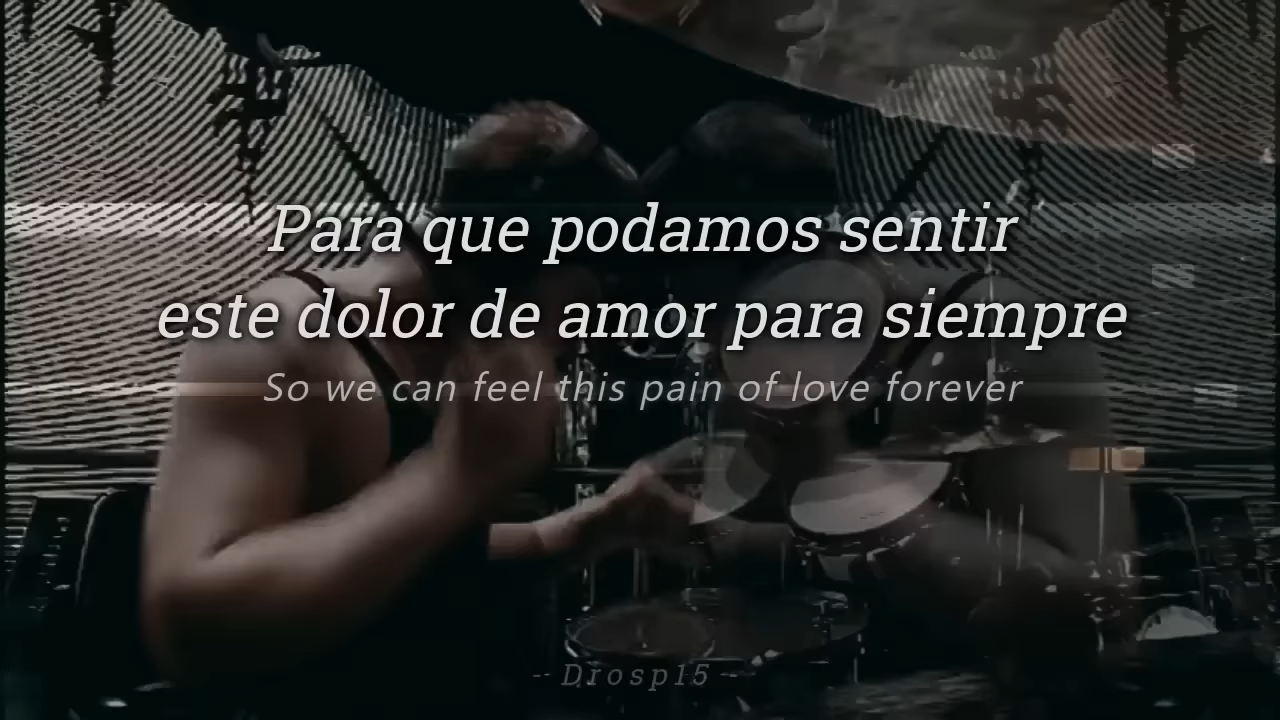 Para que podamos sentir
este dolor de amor para siempre
So we can feel this pain of love forever
-- Drosp15 --